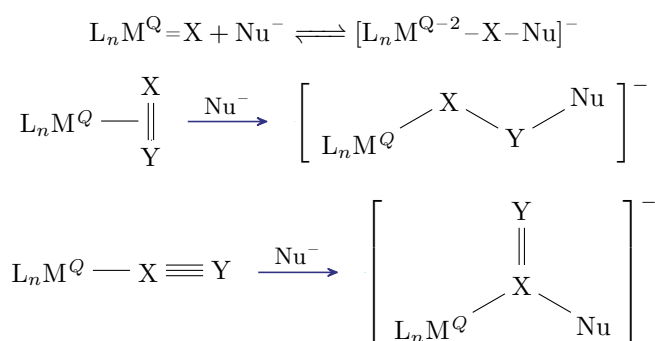 LₙM^Q=X + Nu⁻ ⇌ [LₙM^Q⁻²–X–Nu]⁻
X
LₙM^Q — ||
Y
Nu⁻
[LₙM^Q X Y Nu]⁻
LₙM^Q — X ≡ Y
Nu⁻
Y
X
[LₙM^Q Nu]⁻